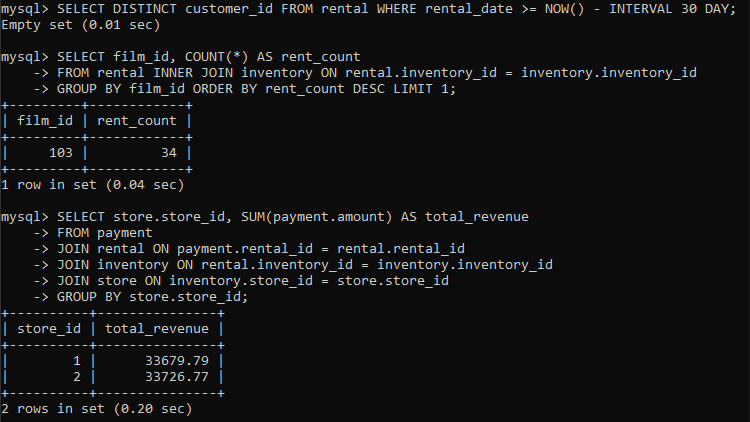 mysql> SELECT DISTINCT customer_id FROM rental WHERE rental_date >= NOW() - INTERVAL 30 DAY;
Empty set (0.01 sec)

mysql> SELECT film_id, COUNT(*) AS rent_count
    -> FROM rental INNER JOIN inventory ON rental.inventory_id = inventory.inventory_id
    -> GROUP BY film_id ORDER BY rent_count DESC LIMIT 1;
+---------+------------+
| film_id | rent_count |
+---------+------------+
|     103 |         34 |
+---------+------------+
1 row in set (0.04 sec)

mysql> SELECT store.store_id, SUM(payment.amount) AS total_revenue
    -> FROM payment
    -> JOIN rental ON payment.rental_id = rental.rental_id
    -> JOIN inventory ON rental.inventory_id = inventory.inventory_id
    -> JOIN store ON inventory.store_id = store.store_id
    -> GROUP BY store.store_id;
+----------+---------------+
| store_id | total_revenue |
+----------+---------------+
|        1 |      33679.79 |
|        2 |      33726.77 |
+----------+---------------+
2 rows in set (0.20 sec)